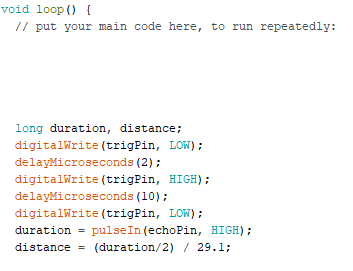 void loop() {
// put your main code here, to run repeatedly:
long duration, distance;
digitalWrite(trigPin, LOW);
delayMicroseconds(2);
digitalWrite(trigPin, HIGH);
delayMicroseconds(10);
digitalWrite(trigPin, LOW);
duration = pulseIn(echoPin, HIGH);
distance = (duration/2) / 29.1;